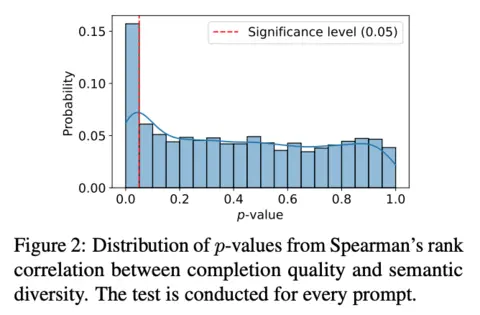 0.15
0.10
0.05
0.00
Probability
Significance level (0.05)
0.0 0.2 0.4 0.6 0.8 1.0
p-value
Figure 2: Distribution of p-values from Spearman's rank
correlation between completion quality and semantic
diversity. The test is conducted for every prompt.